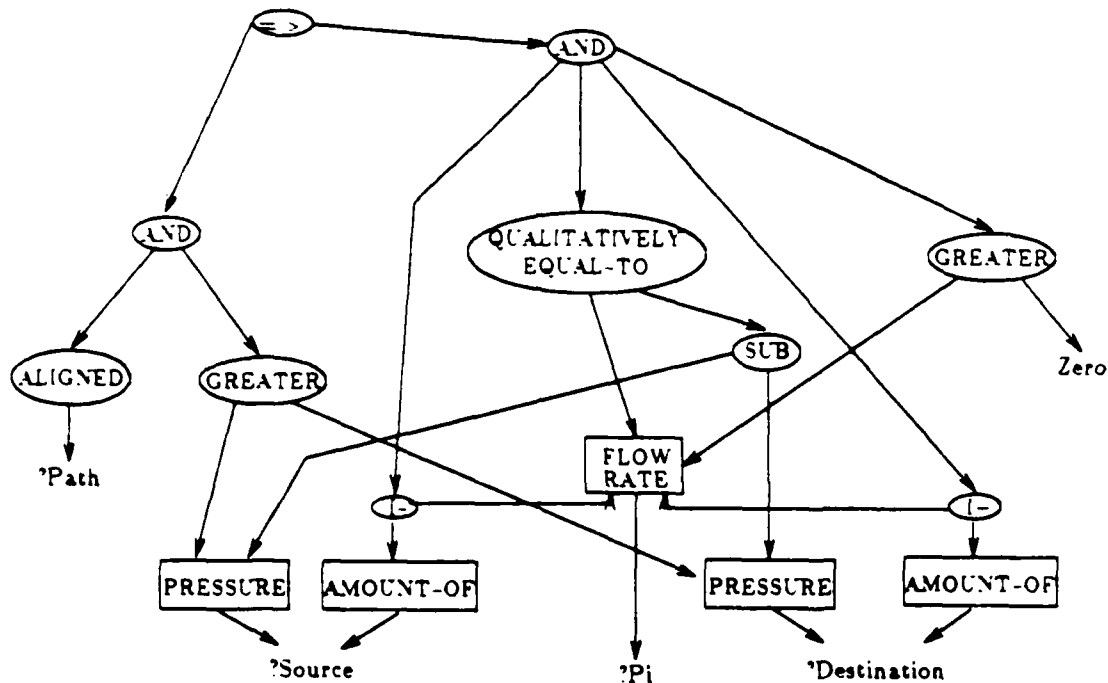 =>
AND
AND
QUALITATIVELY
EQUAL-TO
GREATER
ALIGNED
GREATER
SUB
Zero
?Path
FLOW
RATE
PRESSURE
AMOUNT-OF
PRESSURE
AMOUNT-OF
?Source
?Pi
?Destination